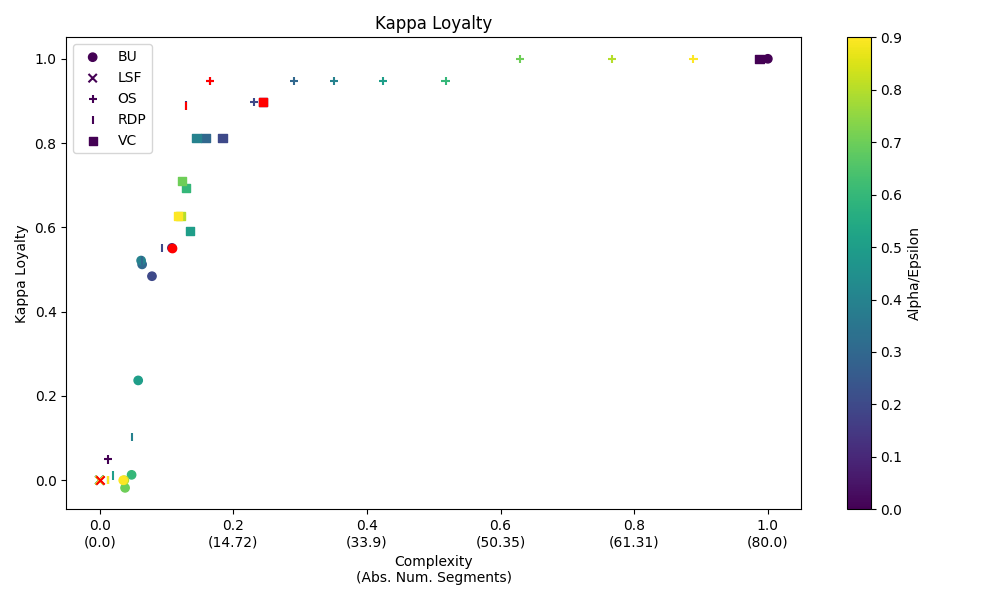 Kappa Loyalty
BU
LSF
OS
RDP
VC
1.0
0.8
0.6
0.4
0.2
0.0
Kappa Loyalty
0.0 0.2 0.4 0.6 0.8 1.0
(0.0) (14.72) (33.9) (50.35) (61.31) (80.0)
Complexity
(Abs. Num. Segments)
0.9
0.8
0.7
0.6
0.5
0.4
0.3
0.2
0.1
0.0
Alpha/Epsilon